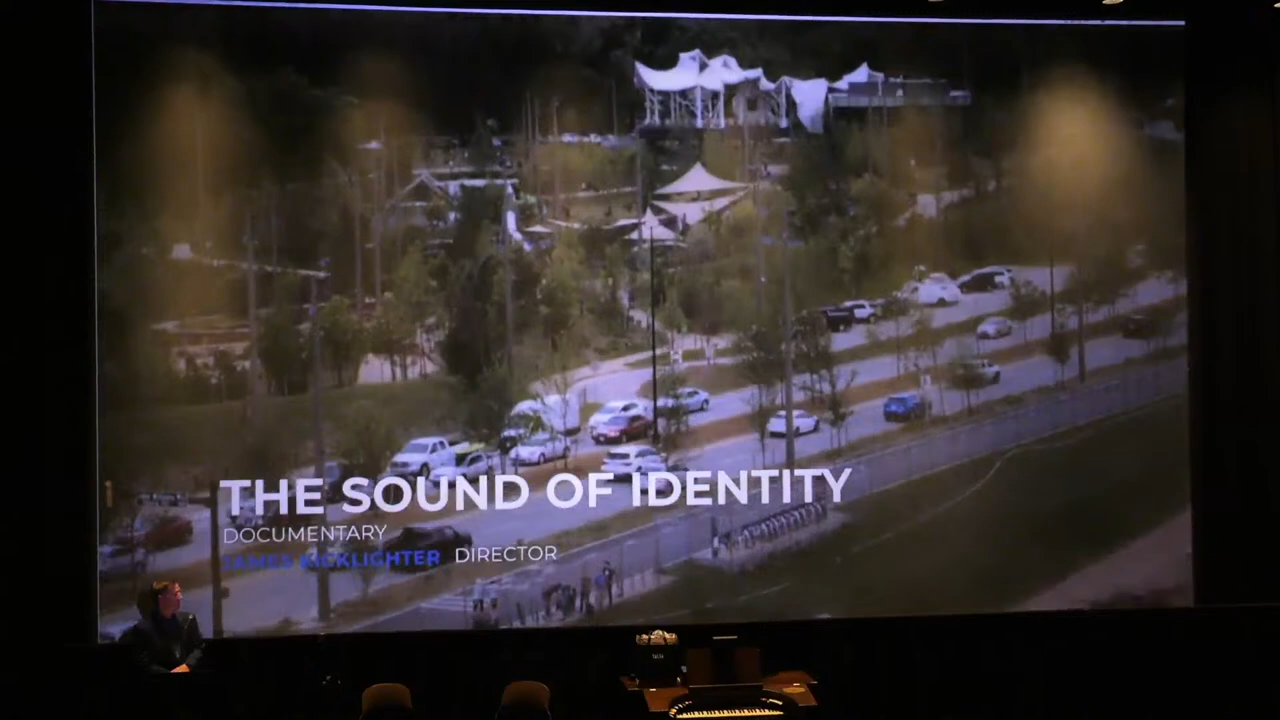 THE SOUND OF IDENTITY
DOCUMENTARY
JAMES KICKLIGHTER DIRECTOR